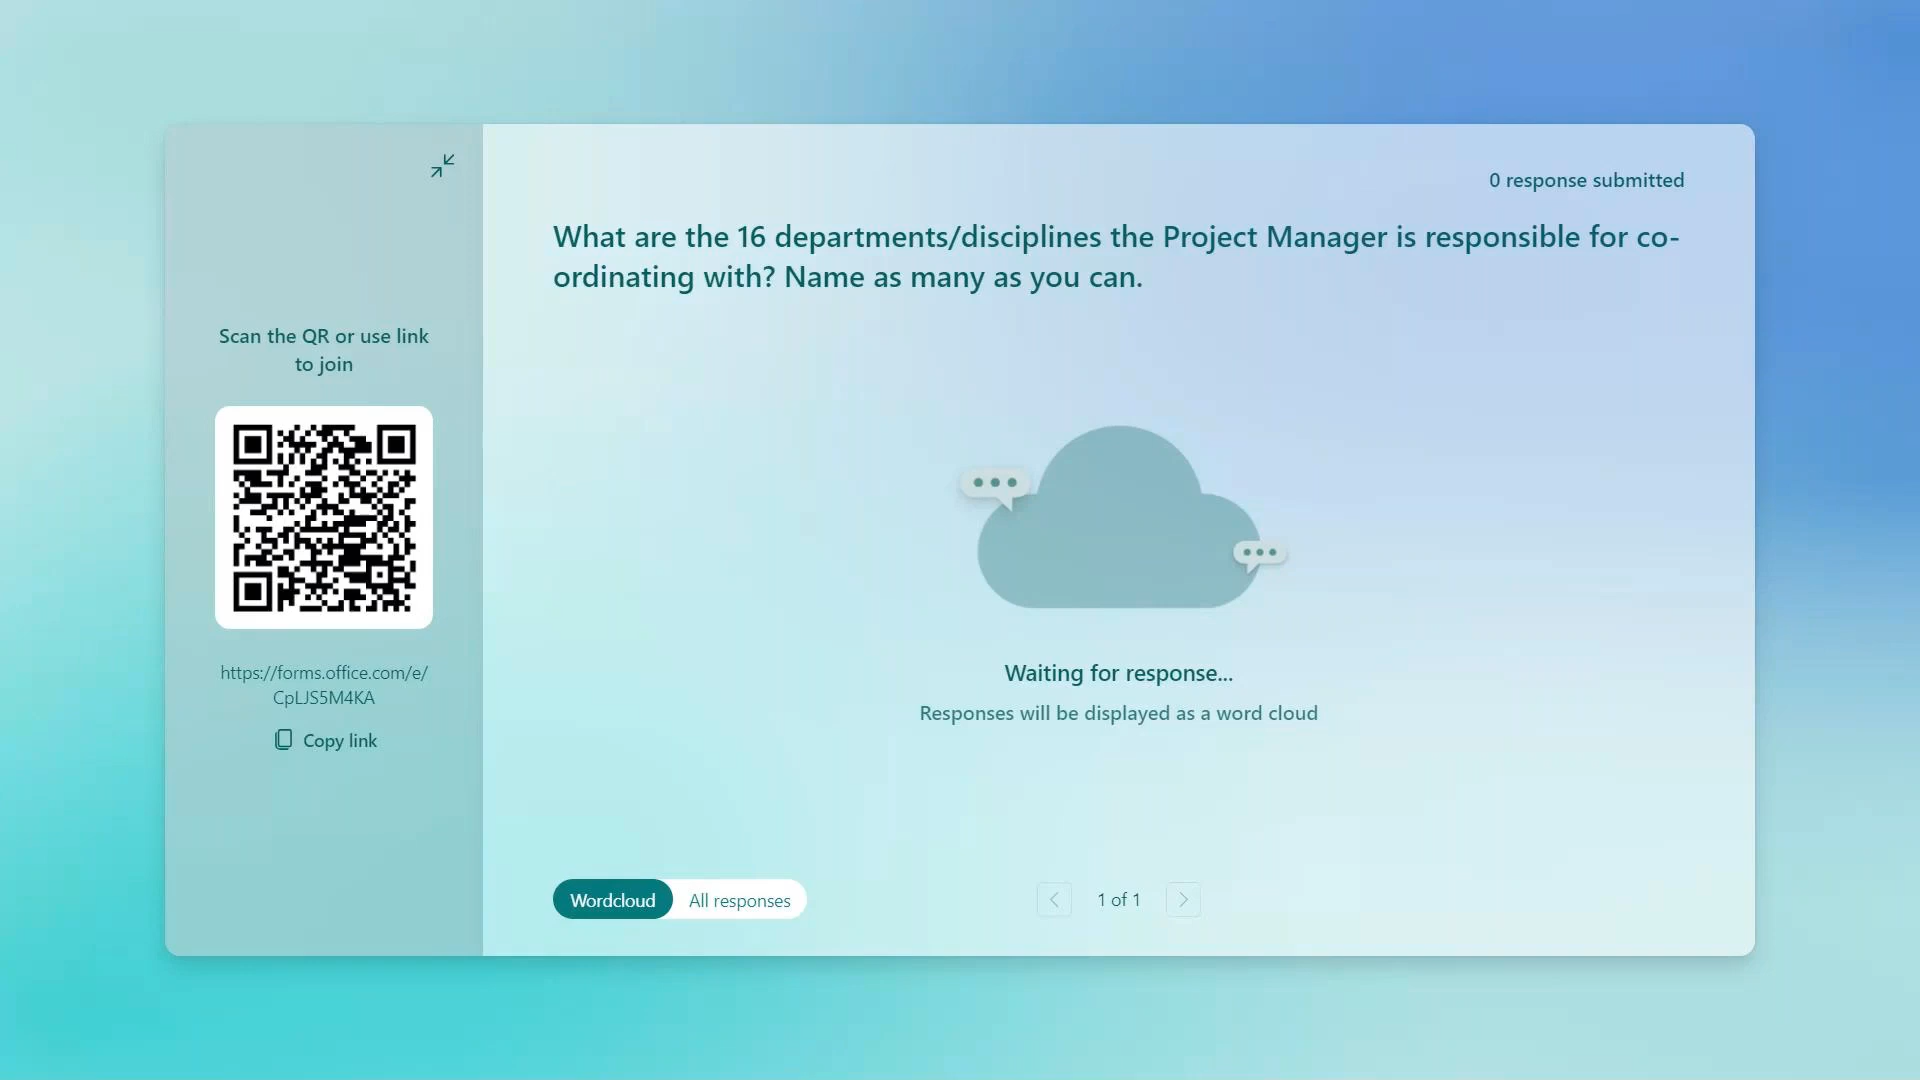 Scan the QR or use link
to join
https://forms.office.com/e/
CpLJS5M4KA
Copy link
0 response submitted
What are the 16 departments/disciplines the Project Manager is responsible for co-
ordinating with? Name as many as you can.
Waiting for response...
Responses will be displayed as a word cloud
Wordcloud
All responses
1 of 1